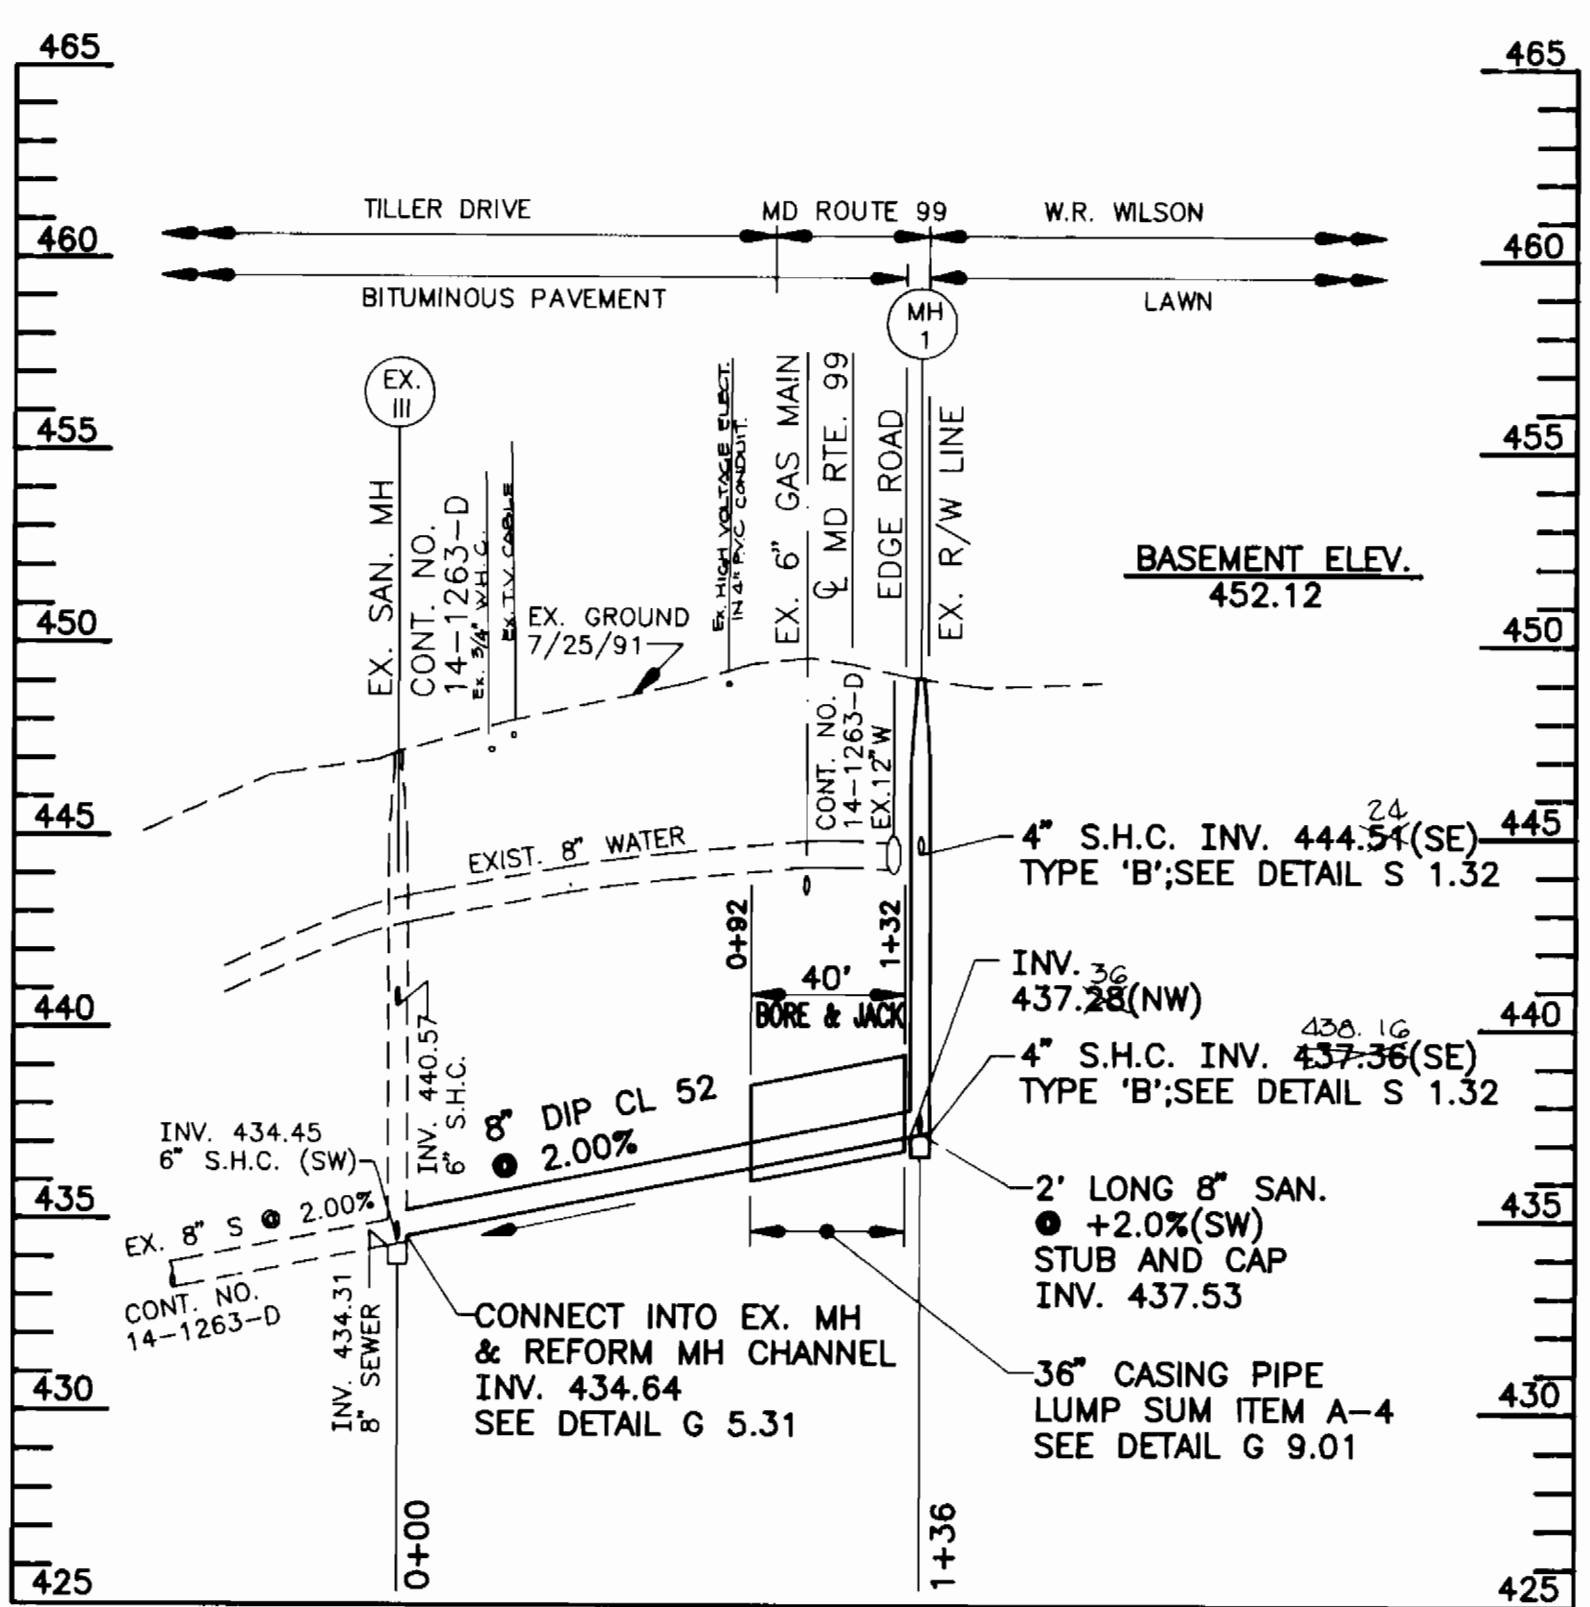 465
465
TILLER DRIVE
MD ROUTE 99
W.R. WILSON
460
460
BITUMINOUS PAVEMENT
LAWN
MH
1
EX.
III
455
455
EX. SAN. MH
CONT. NO.
14-1263-D
Ex. 3/4" W.H.C.
EX. T.V. CABLE
EX. HIGH VOLTAGE ELECT.
IN 4" P.V.C CONDUIT.
EX. 6" GAS MAIN
℄ MD RTE. 99
EDGE ROAD
EX. R/W LINE
BASEMENT ELEV.
452.12
EX. GROUND
7/25/91
450
450
CONT. NO.
14-1263-D
EX.12"W
445
445
EXIST. 8" WATER
24
4" S.H.C. INV. 444.51(SE)
TYPE 'B';SEE DETAIL S 1.32
0+92
1+32
40'
BORE & JACK
INV.
36
437.28(NW)
440
440
438.16
4" S.H.C. INV. 437.36(SE)
TYPE 'B';SEE DETAIL S 1.32
INV. 440.57
6" S.H.C.
8" DIP CL 52
@ 2.00%
INV. 434.45
6" S.H.C. (SW)
435
435
EX. 8" S @ 2.00%
CONT. NO.
14-1263-D
INV. 434.31
8" SEWER
2' LONG 8" SAN.
@ +2.0%(SW)
STUB AND CAP
INV. 437.53
CONNECT INTO EX. MH
& REFORM MH CHANNEL
INV. 434.64
SEE DETAIL G 5.31
36" CASING PIPE
LUMP SUM ITEM A-4
SEE DETAIL G 9.01
430
430
0+00
1+36
425
425